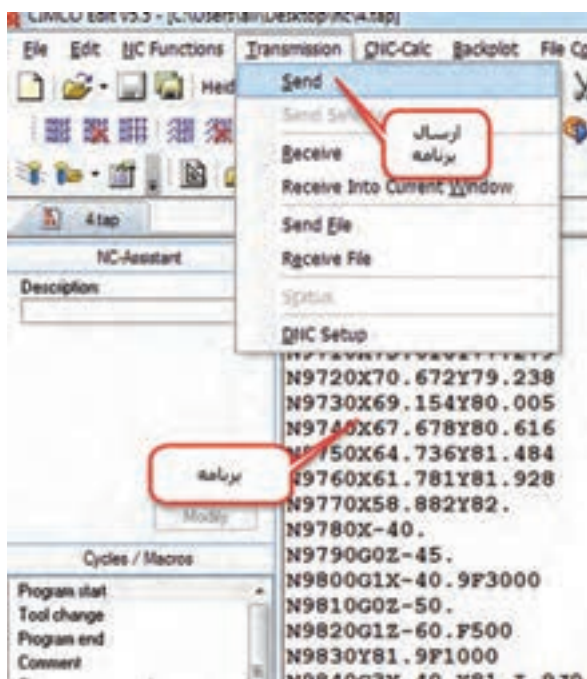 CIMCO Edit v5.5 - [C:\Users\ali\Desktop\nc\4.tap]
File Edit NC Functions Transmission CNC-Calc Backplot File
Send
Receive
Receive Into Current Window
Send File
Receive File
Status
DNC Setup
ارسال
برنامه
4.tap
NC-Assistant
Description
N9720X70.672Y79.238
N9730X69.154Y80.005
N9740X67.678Y80.616
N9750X64.736Y81.484
N9760X61.781Y81.928
N9770X58.882Y82.
N9780X-40.
N9790G0Z-45.
N9800G1X-40.9F3000
N9810G0Z-50.
N9820G1Z-60.F500
N9830Y81.9F1000
برنامه
Modify
Cycles / Macros
Program start
Tool change
Program end
Comment